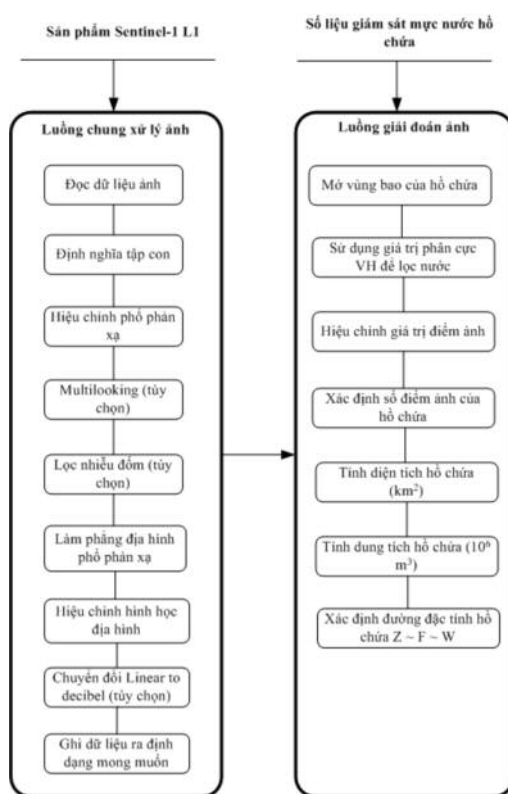 Sản phẩm Sentinel-1 L1
Luồng chung xử lý ảnh
Đọc dữ liệu ảnh
Định nghĩa tập con
Hiệu chỉnh phổ phản
xạ
Multilooking (tùy
chọn)
Lọc nhiễu đốm (tùy
chọn)
Làm phẳng địa hình
phổ phản xạ
Hiệu chỉnh hình học
địa hình
Chuyển đổi Linear to
decibel (tùy chọn)
Ghi dữ liệu ra định
dạng mong muốn
Số liệu giám sát mực nước hồ
chứa
Luồng giải đoán ảnh
Mở vùng bao của hồ chứa
Sử dụng giá trị phân cực
VH để lọc nước
Hiệu chỉnh giá trị điểm ảnh
Xác định số điểm ảnh của
hồ chứa
Tính diện tích hồ chứa
(km²)
Tính dung tích hồ chứa (10⁶
m³)
Xác định đường đặc tính hồ
chứa Z ~ F ~ W